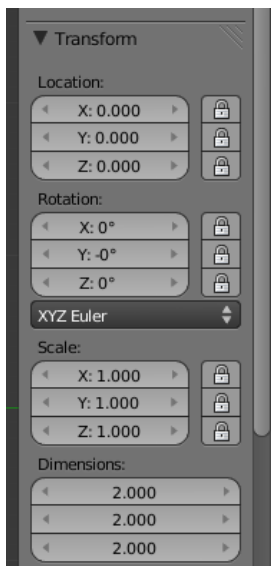 Transform
Location:
X: 0.000
Y: 0.000
Z: 0.000
Rotation:
X: 0°
Y: -0°
Z: 0°
XYZ Euler
Scale:
X: 1.000
Y: 1.000
Z: 1.000
Dimensions:
2.000
2.000
2.000